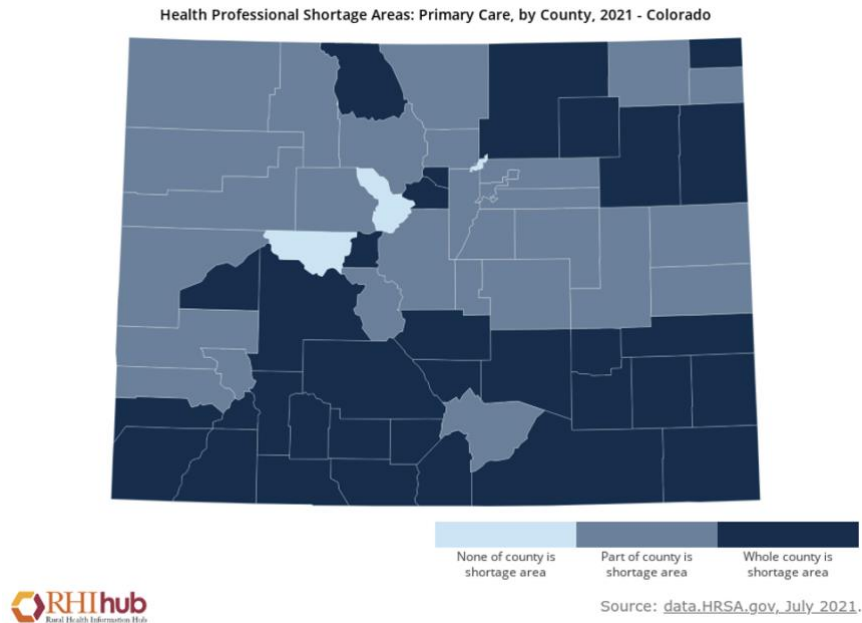 Health Professional Shortage Areas: Primary Care, by County, 2021 - Colorado
None of county is
shortage area
Part of county is
shortage area
Whole county is
shortage area
RHIhub
Rural Health Information Hub
Source: data.HRSA.gov, July 2021.